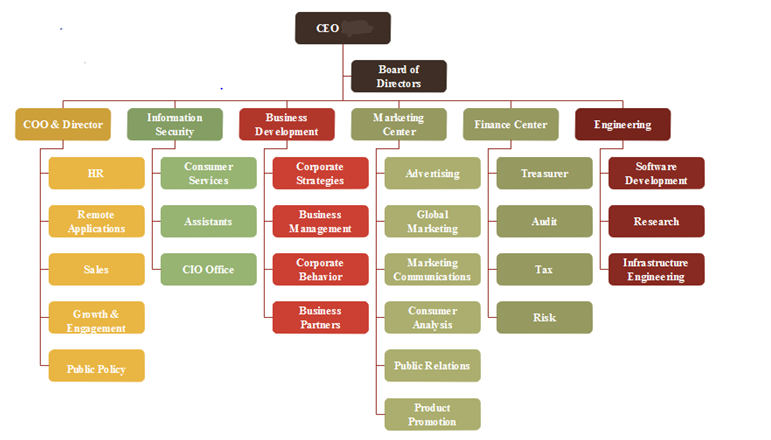 CEO
Board of
Directors
COO & Director
Information
Security
Business
Development
Marketing
Center
Finance Center
Engineering
HR
Remote
Applications
Sales
Growth &
Engagement
Public Policy
Consumer
Services
Assistants
CIO Office
Corporate
Strategies
Business
Management
Corporate
Behavior
Business
Partners
Advertising
Global
Marketing
Marketing
Communications
Consumer
Analysis
Public Relations
Product
Promotion
Treasurer
Audit
Tax
Risk
Software
Development
Research
Infrastructure
Engineering